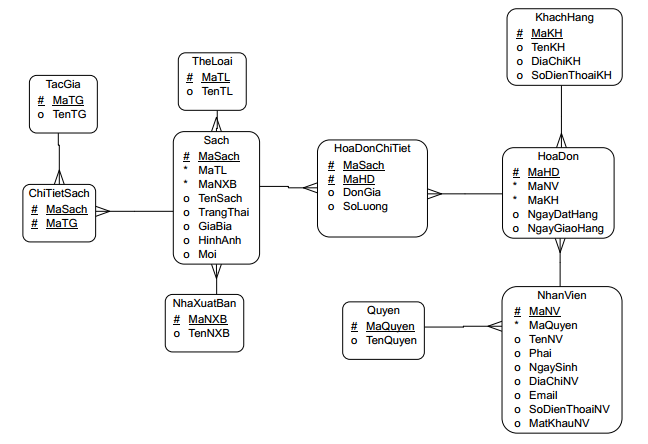 KhachHang
# MaKH
o TenKH
o DiaChiKH
o SoDienThoaiKH
TheLoai
# MaTL
o TenTL
TacGia
# MaTG
o TenTG
Sach
# MaSach
* MaTL
* MaNXB
o TenSach
o TrangThai
o GiaBia
o HinhAnh
o Moi
HoaDonChiTiet
# MaSach
# MaHD
o DonGia
o SoLuong
HoaDon
# MaHD
* MaNV
* MaKH
o NgayDatHang
o NgayGiaoHang
ChiTietSach
# MaSach
# MaTG
NhaXuatBan
# MaNXB
o TenNXB
Quyen
# MaQuyen
o TenQuyen
NhanVien
# MaNV
* MaQuyen
o TenNV
o Phai
o NgaySinh
o DiaChiNV
o Email
o SoDienThoaiNV
o MatKhauNV